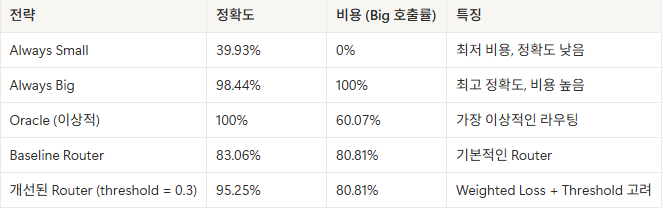 전략 정확도 비용 (Big 호출률) 특징
Always Small 39.93% 0% 최저 비용, 정확도 낮음
Always Big 98.44% 100% 최고 정확도, 비용 높음
Oracle (이상적) 100% 60.07% 가장 이상적인 라우팅
Baseline Router 83.06% 80.81% 기본적인 Router
개선된 Router (threshold = 0.3) 95.25% 80.81% Weighted Loss + Threshold 고려